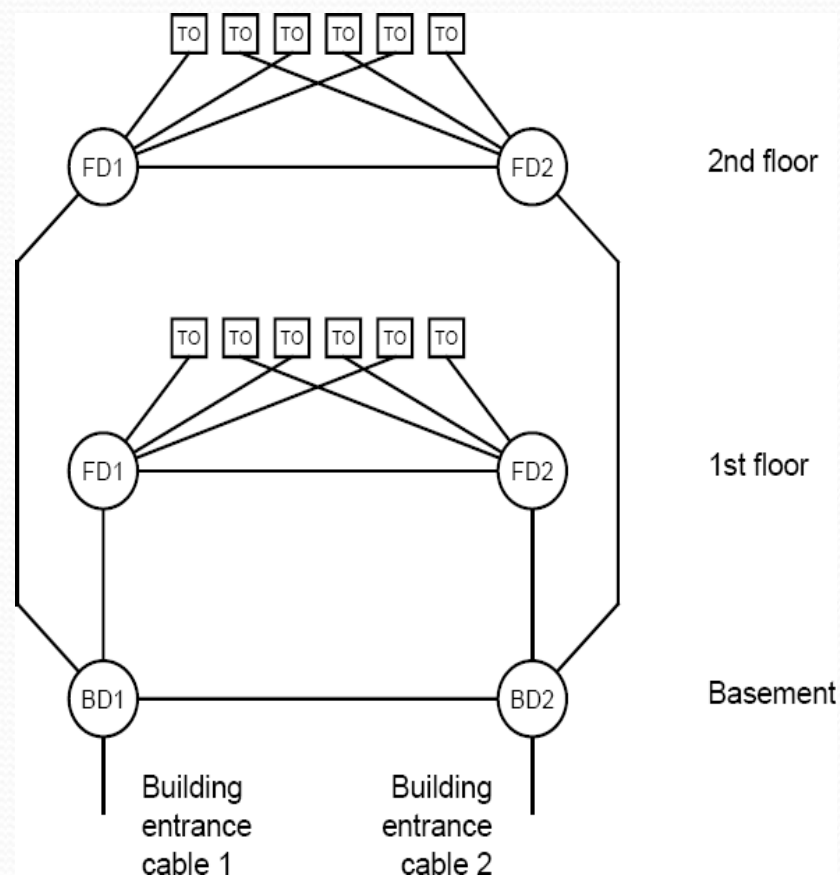 TO TO TO TO TO TO
FD1 FD2 2nd floor
TO TO TO TO TO TO
FD1 FD2 1st floor
BD1 BD2 Basement
Building
entrance
cable 1
Building
entrance
cable 2